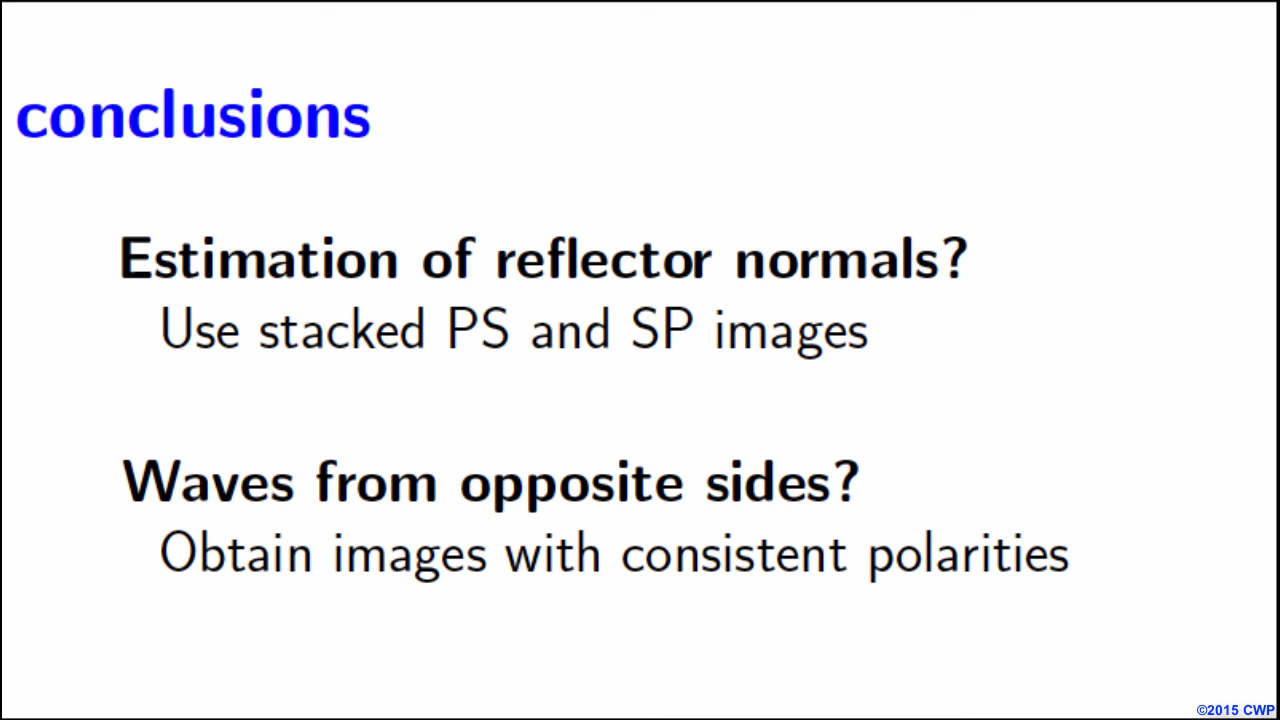 conclusions
Estimation of reflector normals?
Use stacked PS and SP images
Waves from opposite sides?
Obtain images with consistent polarities
©2015 CWP